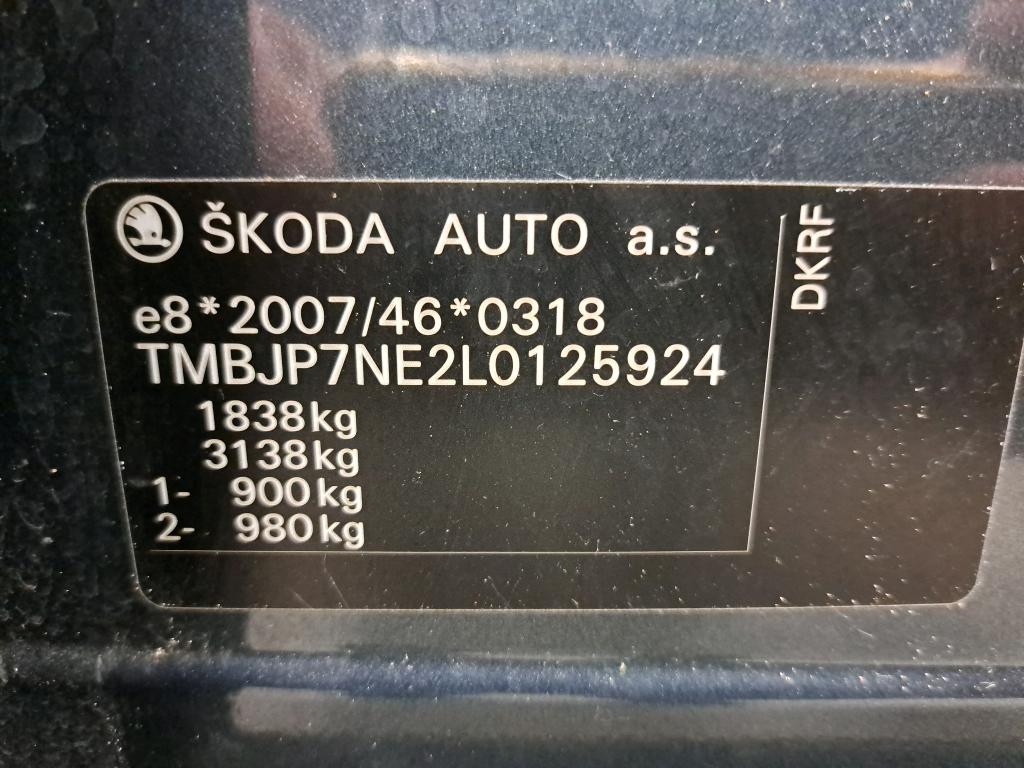 ŠKODA AUTO a.s.
e8*2007/46*0318
TMBJP7NE2L0125924
1838kg
3138kg
1- 900kg
2- 980kg
DKRF